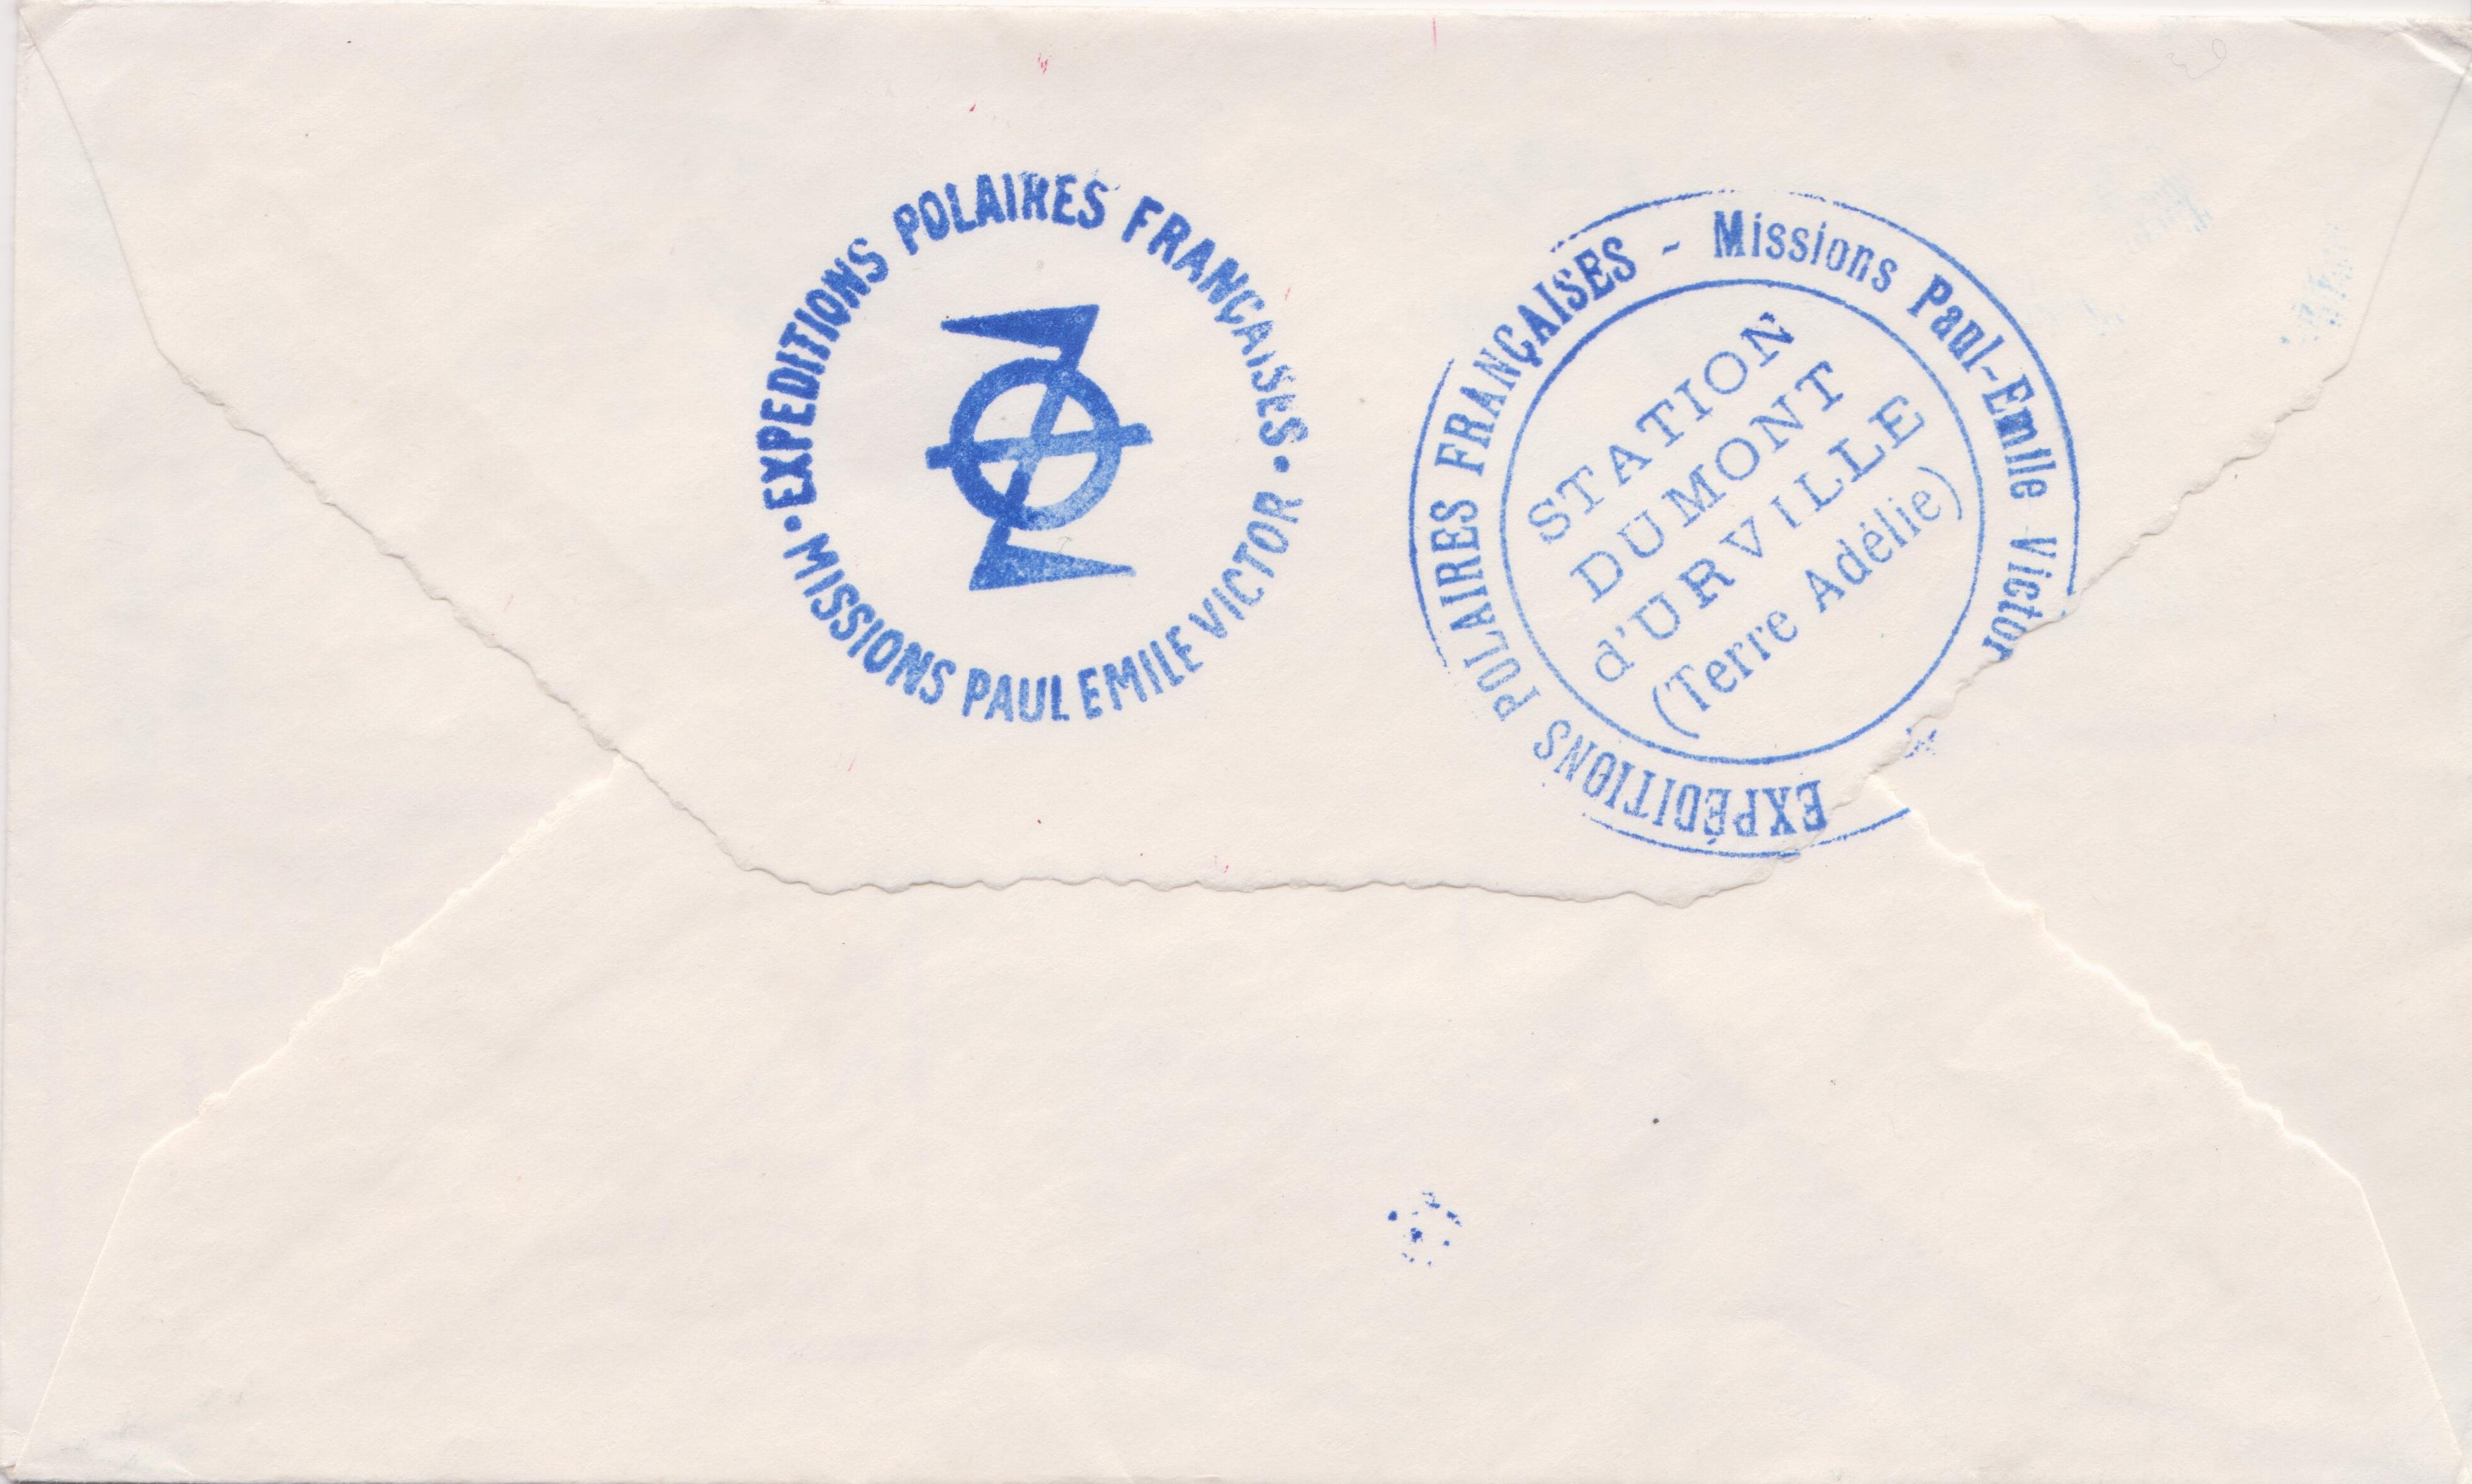 • EXPEDITIONS POLAIRES FRANÇAISES •
MISSIONS PAUL EMILE VICTOR
EXPÉDITIONS POLAIRES FRANÇAISES - Missions Paul-Emile Victor
STATION
DUMONT
d'URVILLE
(Terre Adélie)